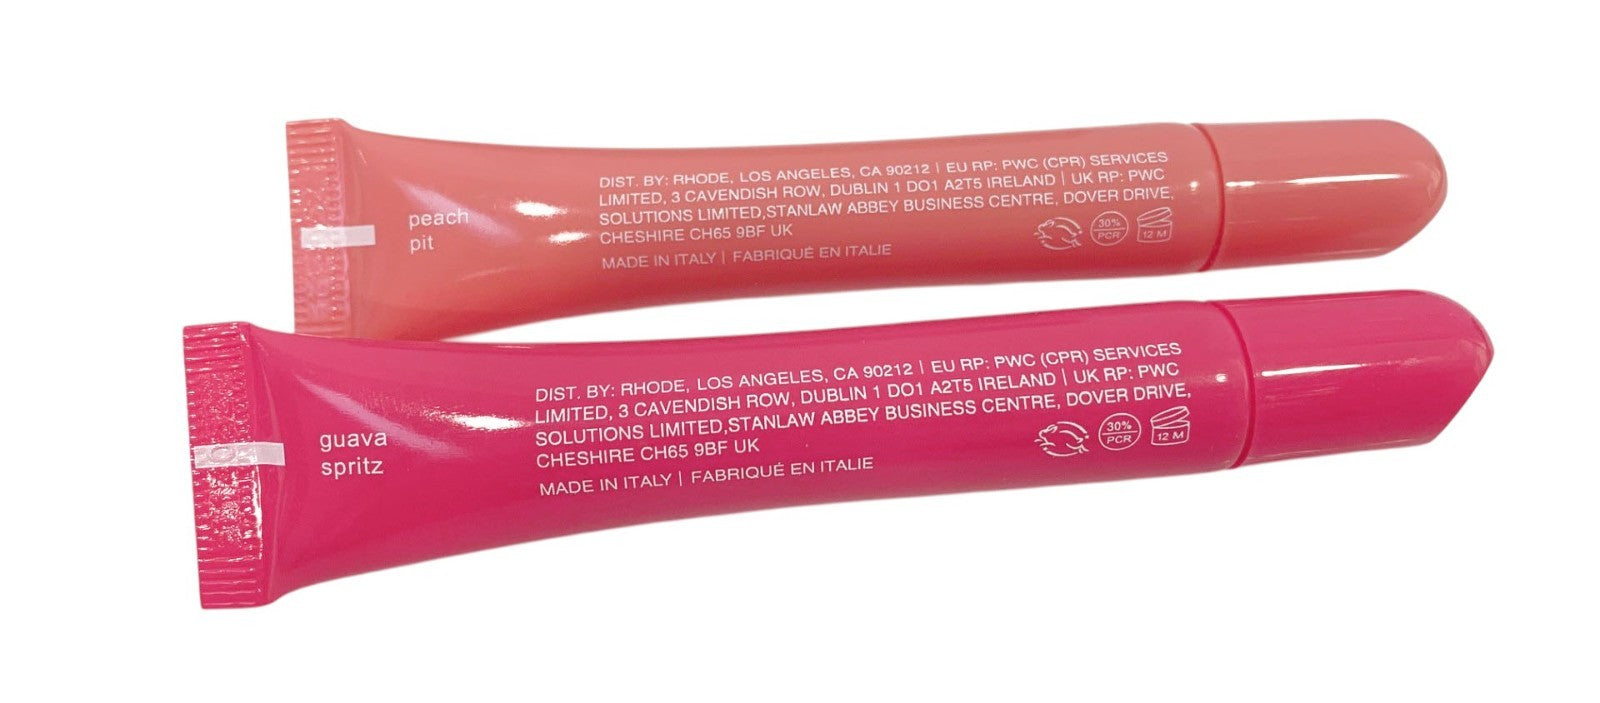 peach
pit
DIST. BY: RHODE, LOS ANGELES, CA 90212 | EU RP: PWC (CPR) SERVICES
LIMITED, 3 CAVENDISH ROW, DUBLIN 1 DO1 A2T5 IRELAND | UK RP: PWC
SOLUTIONS LIMITED,STANLAW ABBEY BUSINESS CENTRE, DOVER DRIVE,
CHESHIRE CH65 9BF UK
MADE IN ITALY | FABRIQUÉ EN ITALIE
30%
PCR
12 M
guava
spritz
DIST. BY: RHODE, LOS ANGELES, CA 90212 | EU RP: PWC (CPR) SERVICES
LIMITED, 3 CAVENDISH ROW, DUBLIN 1 DO1 A2T5 IRELAND | UK RP: PWC
SOLUTIONS LIMITED,STANLAW ABBEY BUSINESS CENTRE, DOVER DRIVE,
CHESHIRE CH65 9BF UK
MADE IN ITALY | FABRIQUÉ EN ITALIE
30%
PCR
12 M